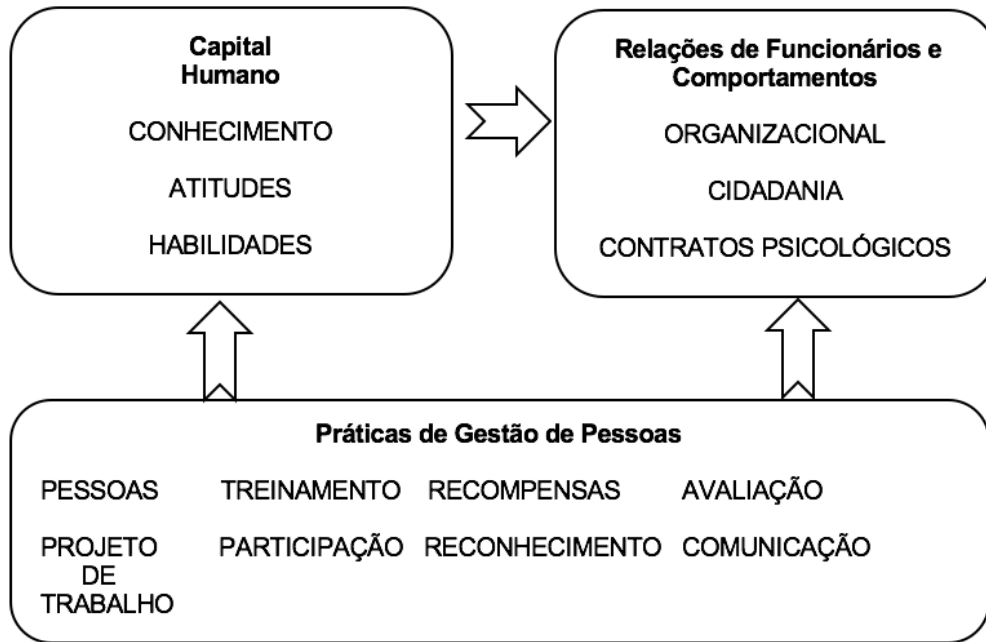 Capital
Humano
CONHECIMENTO
ATITUDES
HABILIDADES
Relações de Funcionários e
Comportamentos
ORGANIZACIONAL
CIDADANIA
CONTRATOS PSICOLÓGICOS
Práticas de Gestão de Pessoas
PESSOAS TREINAMENTO RECOMPENSAS AVALIAÇÃO
PROJETO PARTICIPAÇÃO RECONHECIMENTO COMUNICAÇÃO
DE
TRABALHO